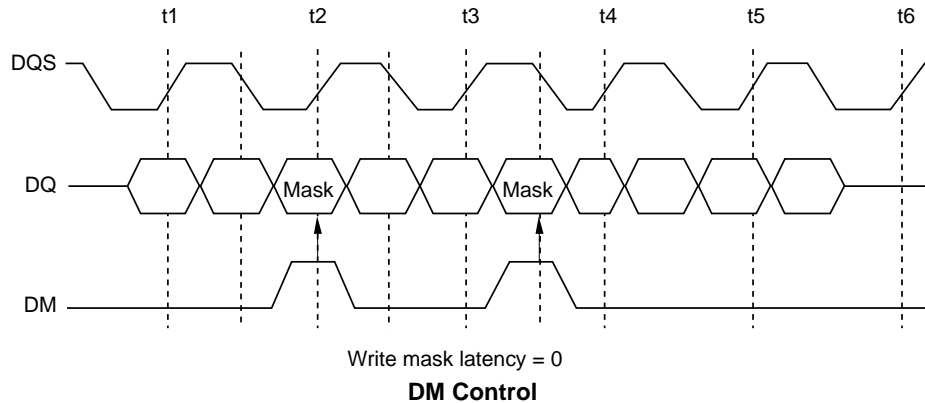 t1 t2 t3 t4 t5 t6
DQS
DQ Mask Mask
DM
Write mask latency = 0
DM Control